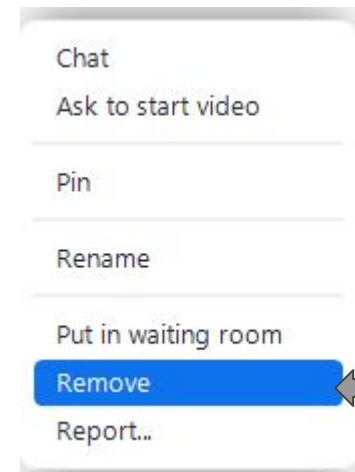 Chat
Ask to start video
Pin
Rename
Put in waiting room
Remove
Report...